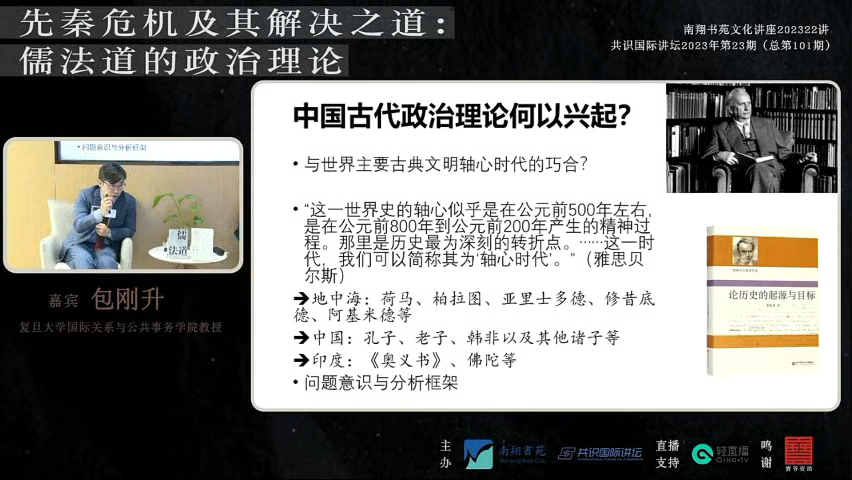 先秦危机及其解决之道：
儒法道的政治理论
南翔书苑文化讲座202322讲
共识国际讲坛2023年第23期（总第101期）
中国古代政治理论何以兴起？
• 与世界主要古典文明轴心时代的巧合？
• “这一世界史的轴心似乎是在公元前500年左右，
是在公元前800年到公元前200年产生的精神过
程。那里是历史最为深刻的转折点。……这一时
代，我们可以简称其为‘轴心时代’。”（雅思贝
尔斯）
➔地中海：荷马、柏拉图、亚里士多德、修昔底
德、阿基米德等
➔中国：孔子、老子、韩非以及其他诸子等
➔印度：《奥义书》、佛陀等
• 问题意识与分析框架
• 问题意识与分析框架
儒
法道
嘉宾 包刚升
复旦大学国际关系与公共事务学院教授
论历史的起源与目标
主办
南翔書苑
共识国际讲坛
直播支持
轻直播
Qing·tv
鸣谢